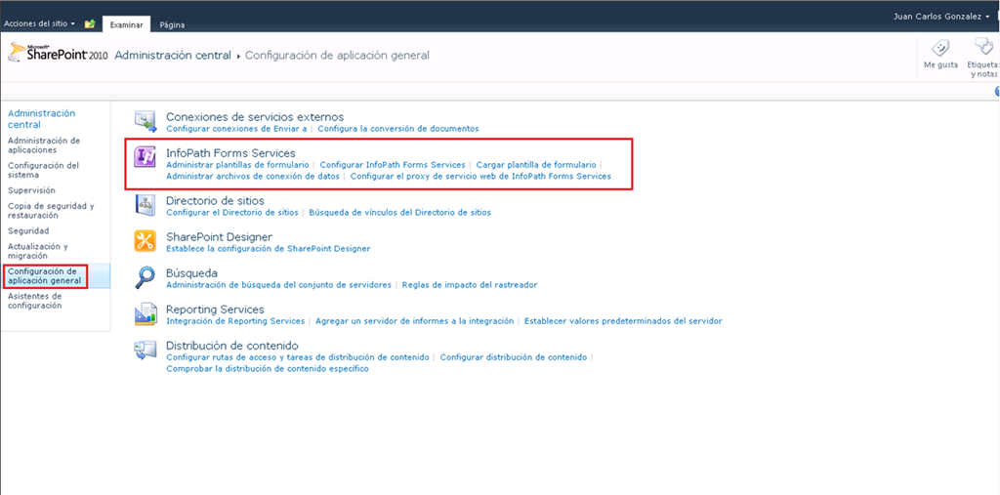 Acciones del sitio
Examinar
Página
Juan Carlos Gonzalez
Microsoft
SharePoint 2010
Administración central
Configuración de aplicación general
Me gusta
Etiquetas
y notas
Administración
central
Administración de
aplicaciones
Configuración del
sistema
Supervisión
Copia de seguridad y
restauración
Seguridad
Actualización y
migración
Configuración de
aplicación general
Asistentes de
configuración
Conexiones de servicios externos
Configurar conexiones de Enviar a | Configura la conversión de documentos
InfoPath Forms Services
Administrar plantillas de formulario | Configurar InfoPath Forms Services | Cargar plantilla de formulario |
Administrar archivos de conexión de datos | Configurar el proxy de servicio web de InfoPath Forms Services
Directorio de sitios
Configurar el Directorio de sitios | Búsqueda de vínculos del Directorio de sitios
SharePoint Designer
Establece la configuración de SharePoint Designer
Búsqueda
Administración de búsqueda del conjunto de servidores | Reglas de impacto del rastreador
Reporting Services
Integración de Reporting Services | Agregar un servidor de informes a la integración | Establecer valores predeterminados del servidor
Distribución de contenido
Configurar rutas de acceso y tareas de distribución de contenido | Configurar distribución de contenido |
Comprobar la distribución de contenido específico